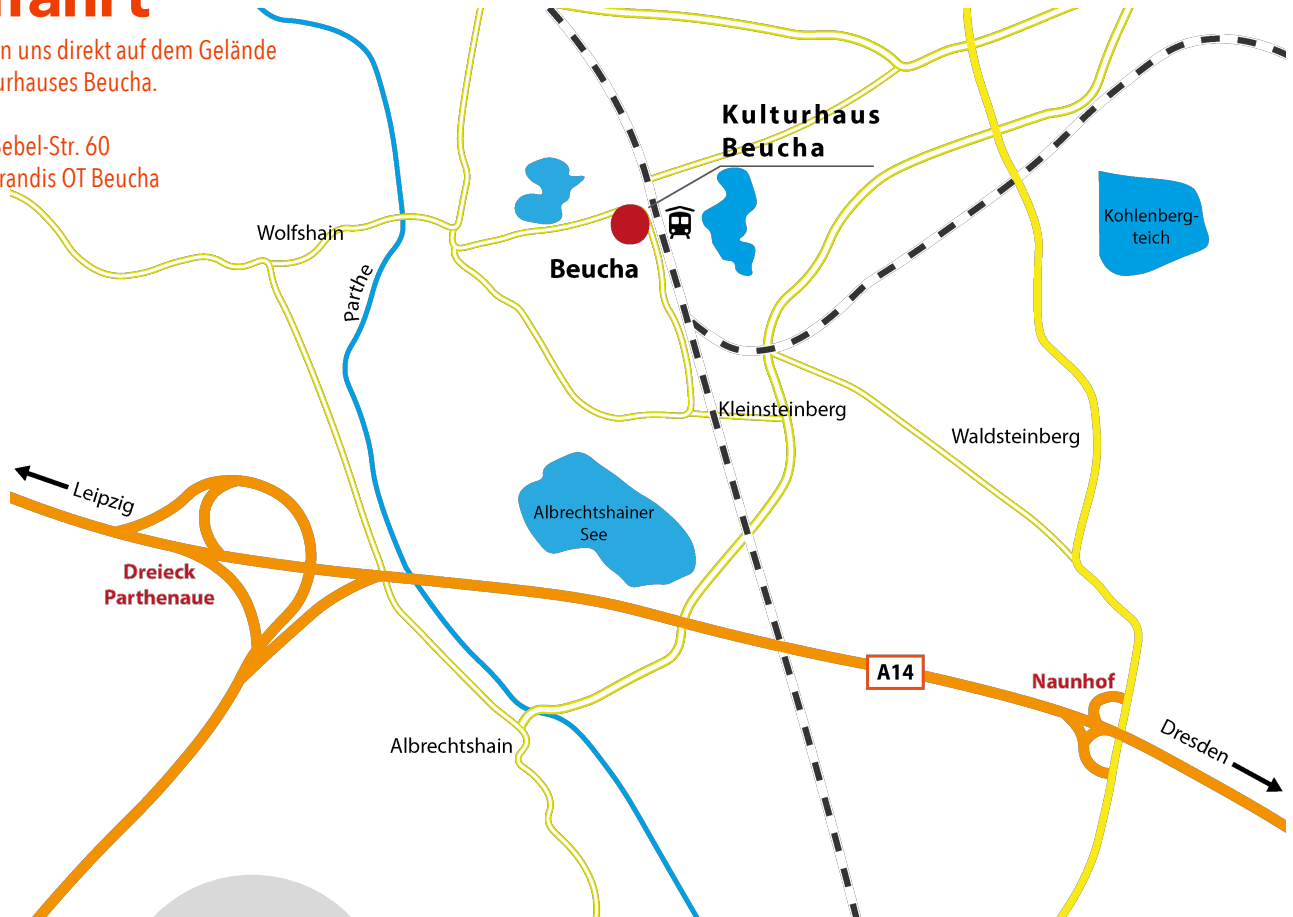 n uns direkt auf dem Gelände
urhauses Beucha.
ebel-Str. 60
randis OT Beucha
Kulturhaus
Beucha
Kohlenberg-
teich
Wolfshain
Beucha
Parthe
Kleinsteinberg
Waldsteinberg
Leipzig
Albrechtshainer
See
Dreieck
Parthenaue
A14
Naunhof
Dresden
Albrechtshain